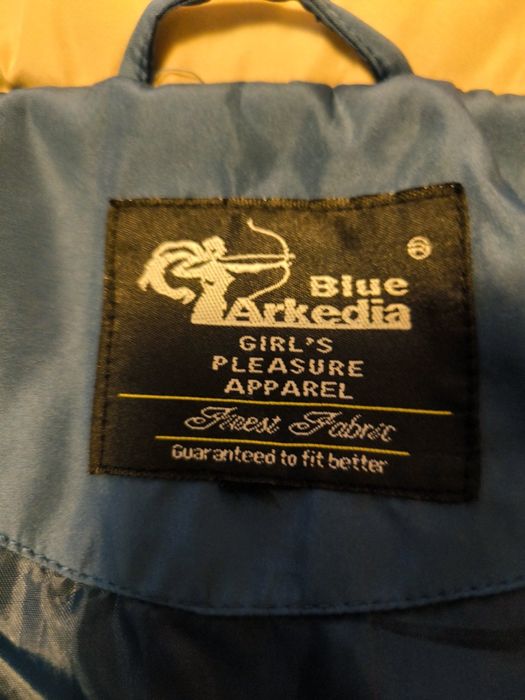 ®
Blue
Arkedia
GIRL'S
PLEASURE
APPAREL
Finest Fabric
Guaranteed to fit better